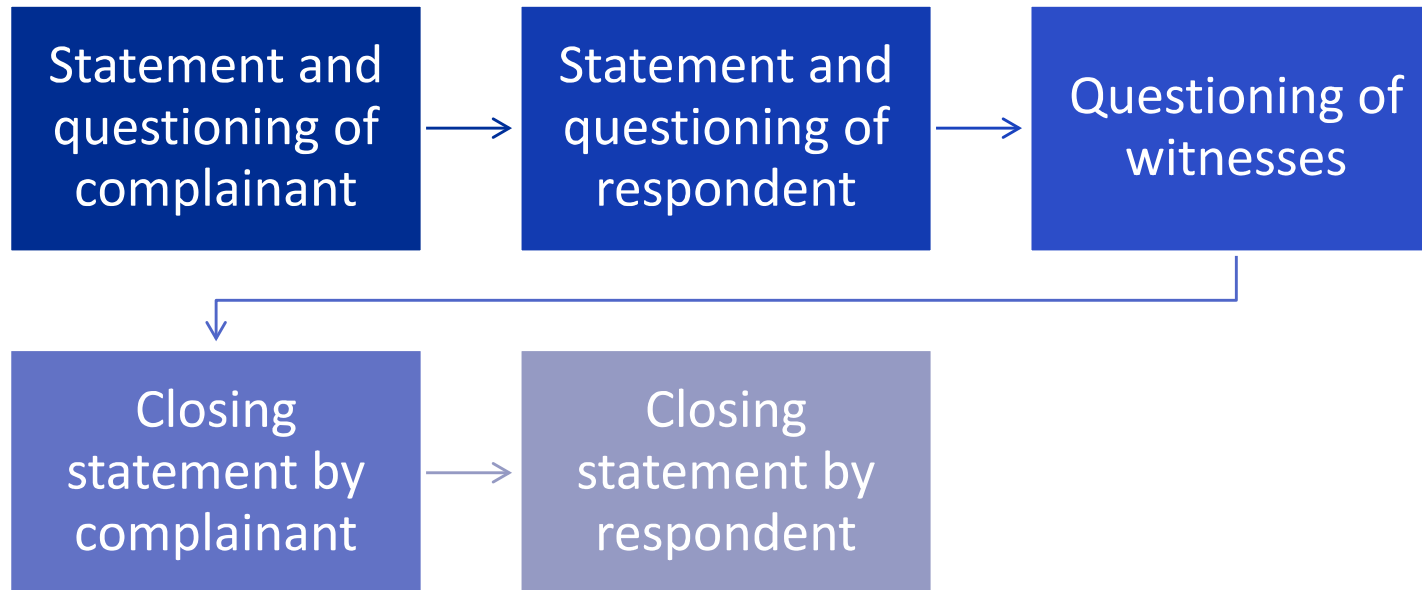 Statement and
questioning of
complainant
Statement and
questioning of
respondent
Questioning of
witnesses
Closing
statement by
complainant
Closing
statement by
respondent